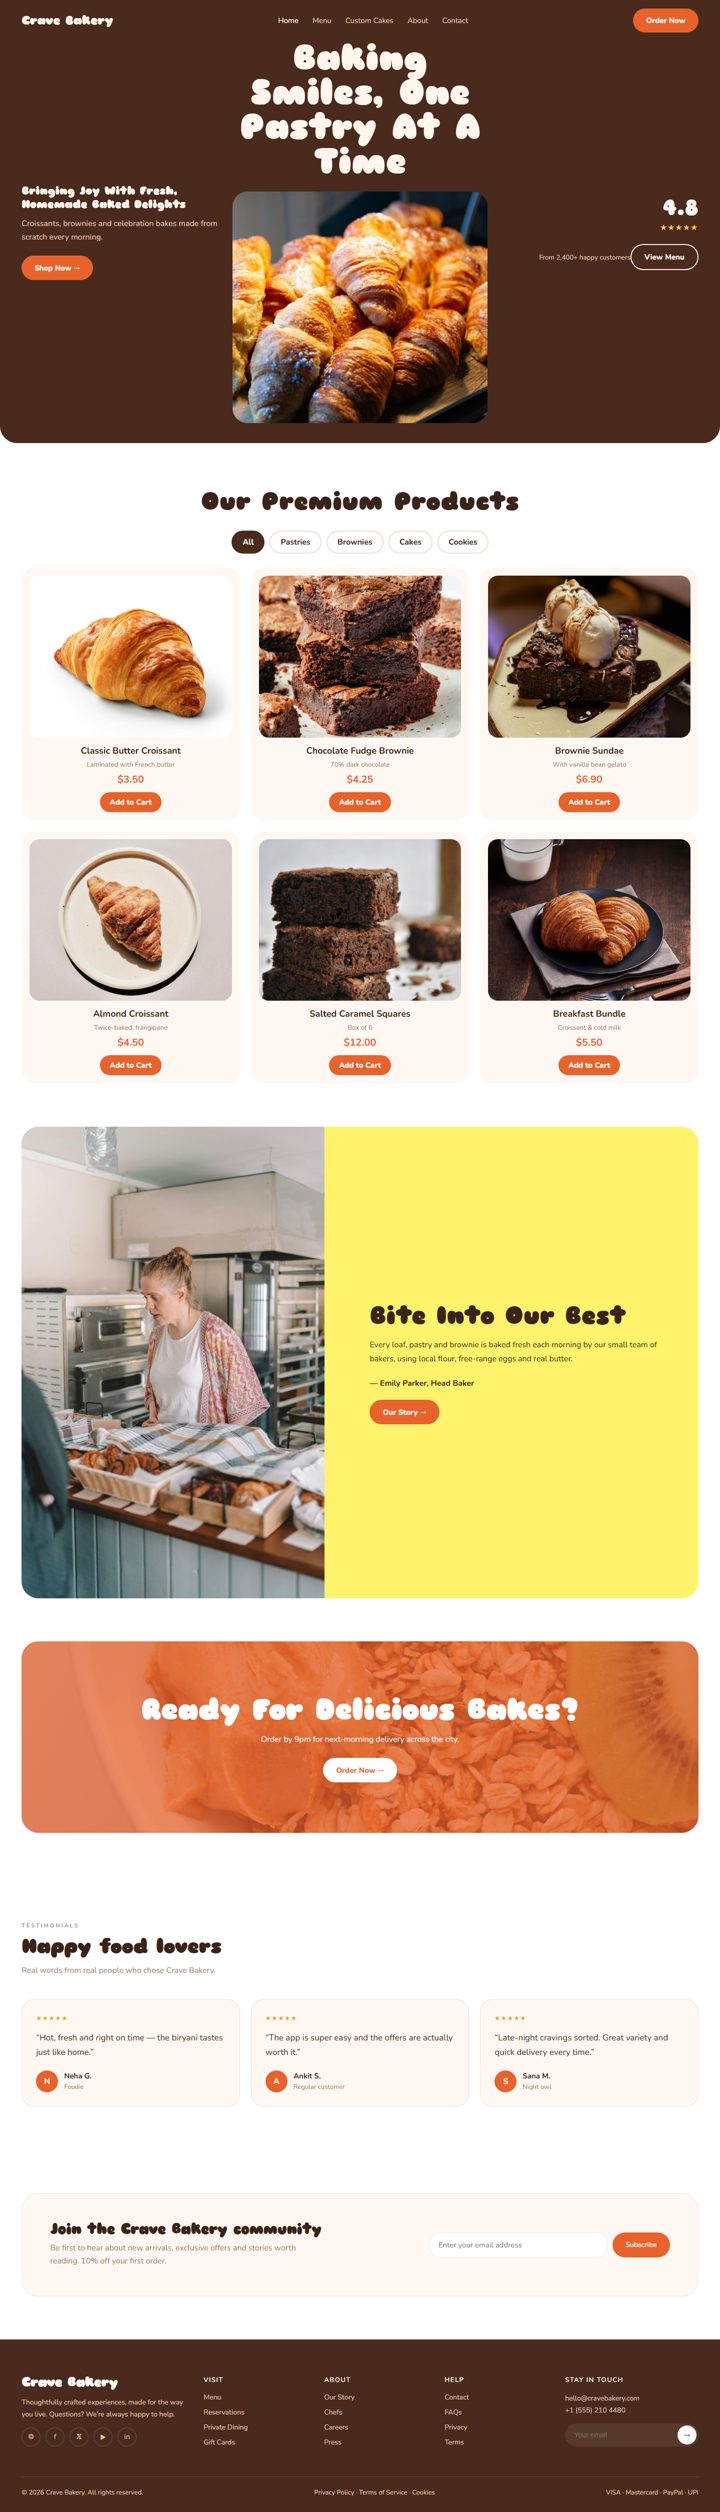 Crave Bakery
Home Menu Custom Cakes About Contact
Order Now
Baking
Smiles, One
Pastry At A
Time
Bringing Joy With Fresh,
Homemade Baked Delights
Croissants, brownies and celebration bakes made from
scratch every morning.
Shop Now →
4.8
★★★★★
From 2,400+ happy customers
View Menu
Our Premium Products
All Pastries Brownies Cakes Cookies
Classic Butter Croissant
Laminated with French butter
$3.50
Add to Cart
Chocolate Fudge Brownie
70% dark chocolate
$4.25
Add to Cart
Brownie Sundae
With vanilla bean gelato
$6.90
Add to Cart
Almond Croissant
Twice-baked, frangipane
$4.50
Add to Cart
Salted Caramel Squares
Box of 6
$12.00
Add to Cart
Breakfast Bundle
Croissant & cold milk
$5.50
Add to Cart
Bite Into Our Best
Every loaf, pastry and brownie is baked fresh each morning by our small team of
bakers, using local flour, free-range eggs and real butter.
— Emily Parker, Head Baker
Our Story →
Ready For Delicious Bakes?
Order by 9pm for next-morning delivery across the city.
Order Now →
TESTIMONIALS
Happy food lovers
Real words from real people who chose Crave Bakery.
★★★★★
“Hot, fresh and right on time — the biryani tastes
just like home.”
N
Neha G.
Foodie
★★★★★
“The app is super easy and the offers are actually
worth it.”
A
Ankit S.
Regular customer
★★★★★
“Late-night cravings sorted. Great variety and
quick delivery every time.”
S
Sana M.
Night owl
Join the Crave Bakery community
Be first to hear about new arrivals, exclusive offers and stories worth
reading. 10% off your first order.
Enter your email address
Subscribe
Crave Bakery
Thoughtfully crafted experiences, made for the way
you live. Questions? We're always happy to help.
f 𝕏 ▶ in
VISIT
Menu
Reservations
Private Dining
Gift Cards
ABOUT
Our Story
Chefs
Careers
Press
HELP
Contact
FAQs
Privacy
Terms
STAY IN TOUCH
hello@cravebakery.com
+1 (555) 210 4480
Your email
→
© 2026 Crave Bakery. All rights reserved.
Privacy Policy · Terms of Service · Cookies
VISA · Mastercard · PayPal · UPI